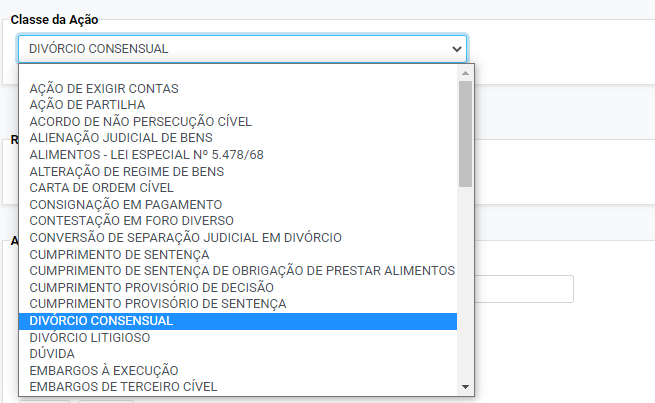 Classe da Ação
DIVÓRCIO CONSENSUAL
AÇÃO DE EXIGIR CONTAS
AÇÃO DE PARTILHA
ACORDO DE NÃO PERSECUÇÃO CÍVEL
ALIENAÇÃO JUDICIAL DE BENS
ALIMENTOS - LEI ESPECIAL Nº 5.478/68
ALTERAÇÃO DE REGIME DE BENS
CARTA DE ORDEM CÍVEL
CONSIGNAÇÃO EM PAGAMENTO
CONTESTAÇÃO EM FORO DIVERSO
CONVERSÃO DE SEPARAÇÃO JUDICIAL EM DIVÓRCIO
CUMPRIMENTO DE SENTENÇA
CUMPRIMENTO DE SENTENÇA DE OBRIGAÇÃO DE PRESTAR ALIMENTOS
CUMPRIMENTO PROVISÓRIO DE DECISÃO
CUMPRIMENTO PROVISÓRIO DE SENTENÇA
DIVÓRCIO CONSENSUAL
DIVÓRCIO LITIGIOSO
DÚVIDA
EMBARGOS À EXECUÇÃO
EMBARGOS DE TERCEIRO CÍVEL